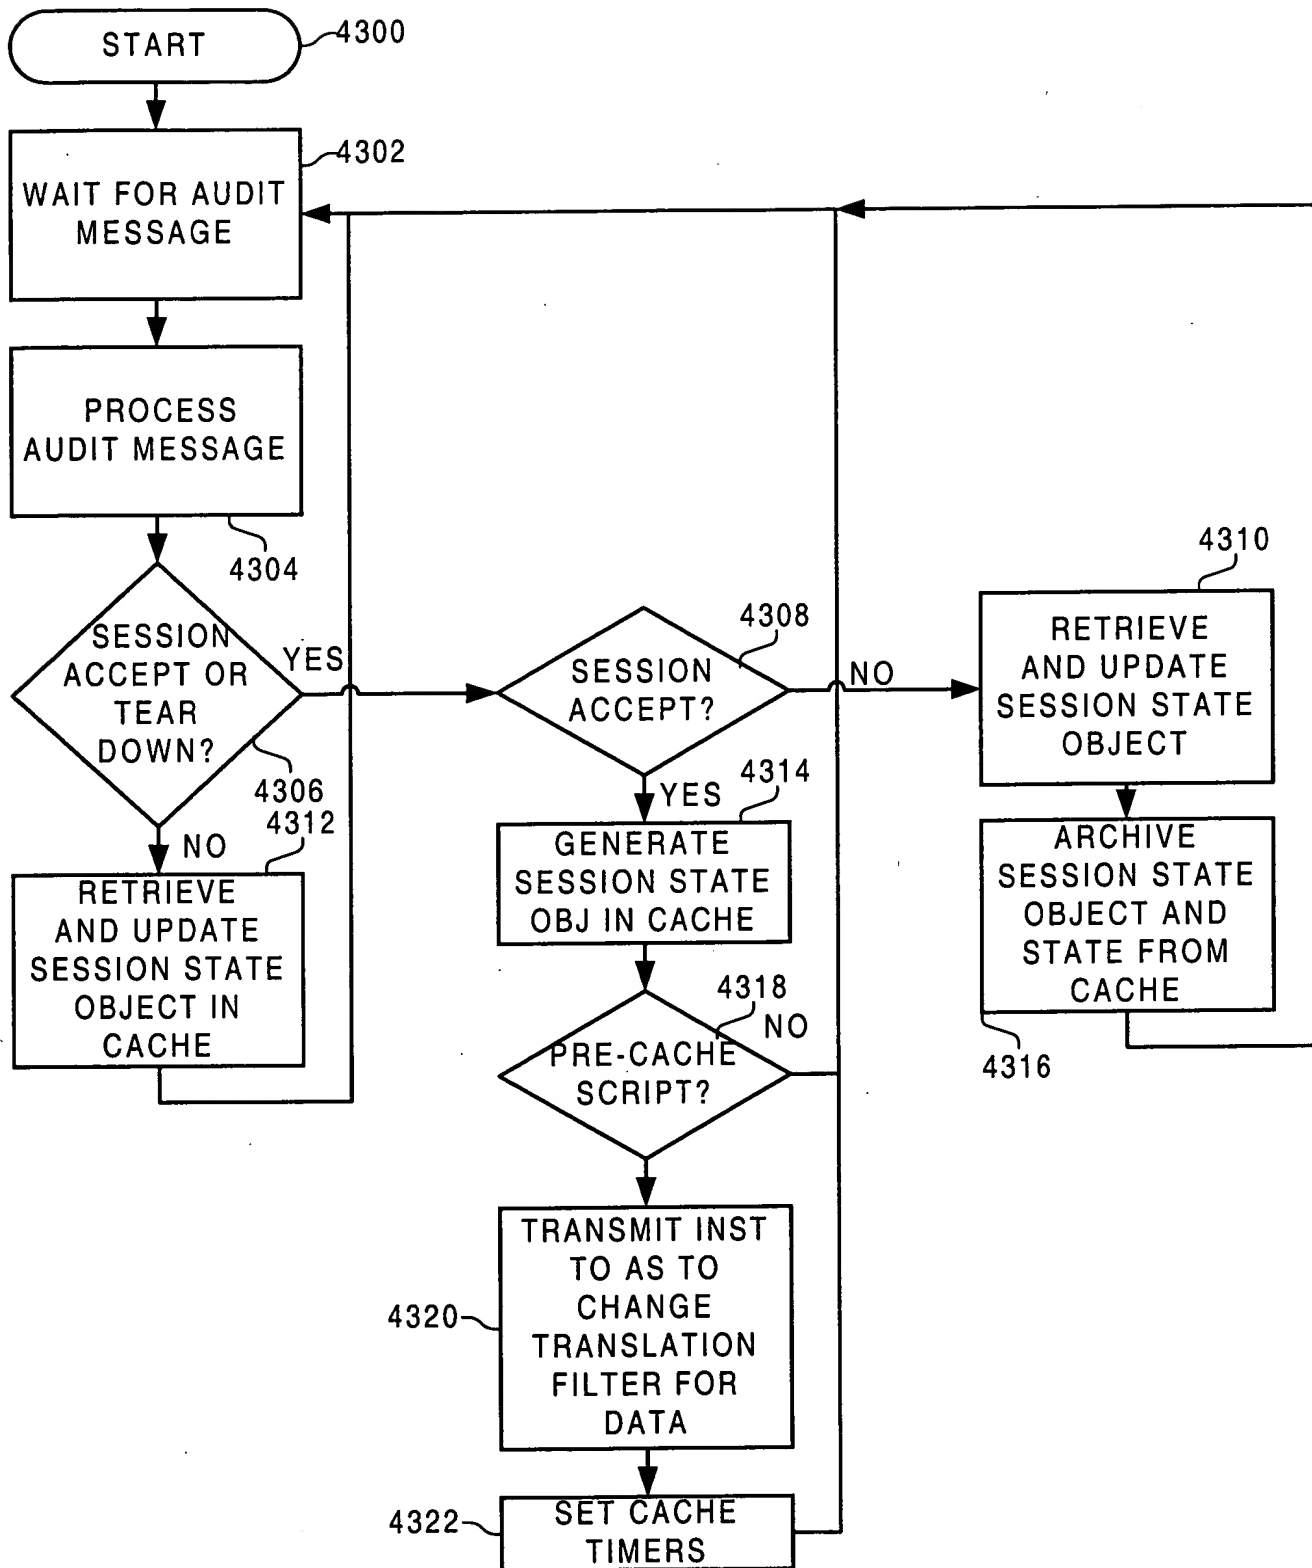 START
4300
4302
WAIT FOR AUDIT
MESSAGE
PROCESS
AUDIT MESSAGE
4304
SESSION
ACCEPT OR
TEAR
DOWN?
YES
4306
NO
4312
RETRIEVE
AND UPDATE
SESSION STATE
OBJECT IN
CACHE
4308
SESSION
ACCEPT?
NO
YES
4314
GENERATE
SESSION STATE
OBJ IN CACHE
4318
NO
PRE-CACHE
SCRIPT?
4320
TRANSMIT INST
TO AS TO
CHANGE
TRANSLATION
FILTER FOR
DATA
4322
SET CACHE
TIMERS
4310
RETRIEVE
AND UPDATE
SESSION STATE
OBJECT
ARCHIVE
SESSION STATE
OBJECT AND
STATE FROM
CACHE
4316